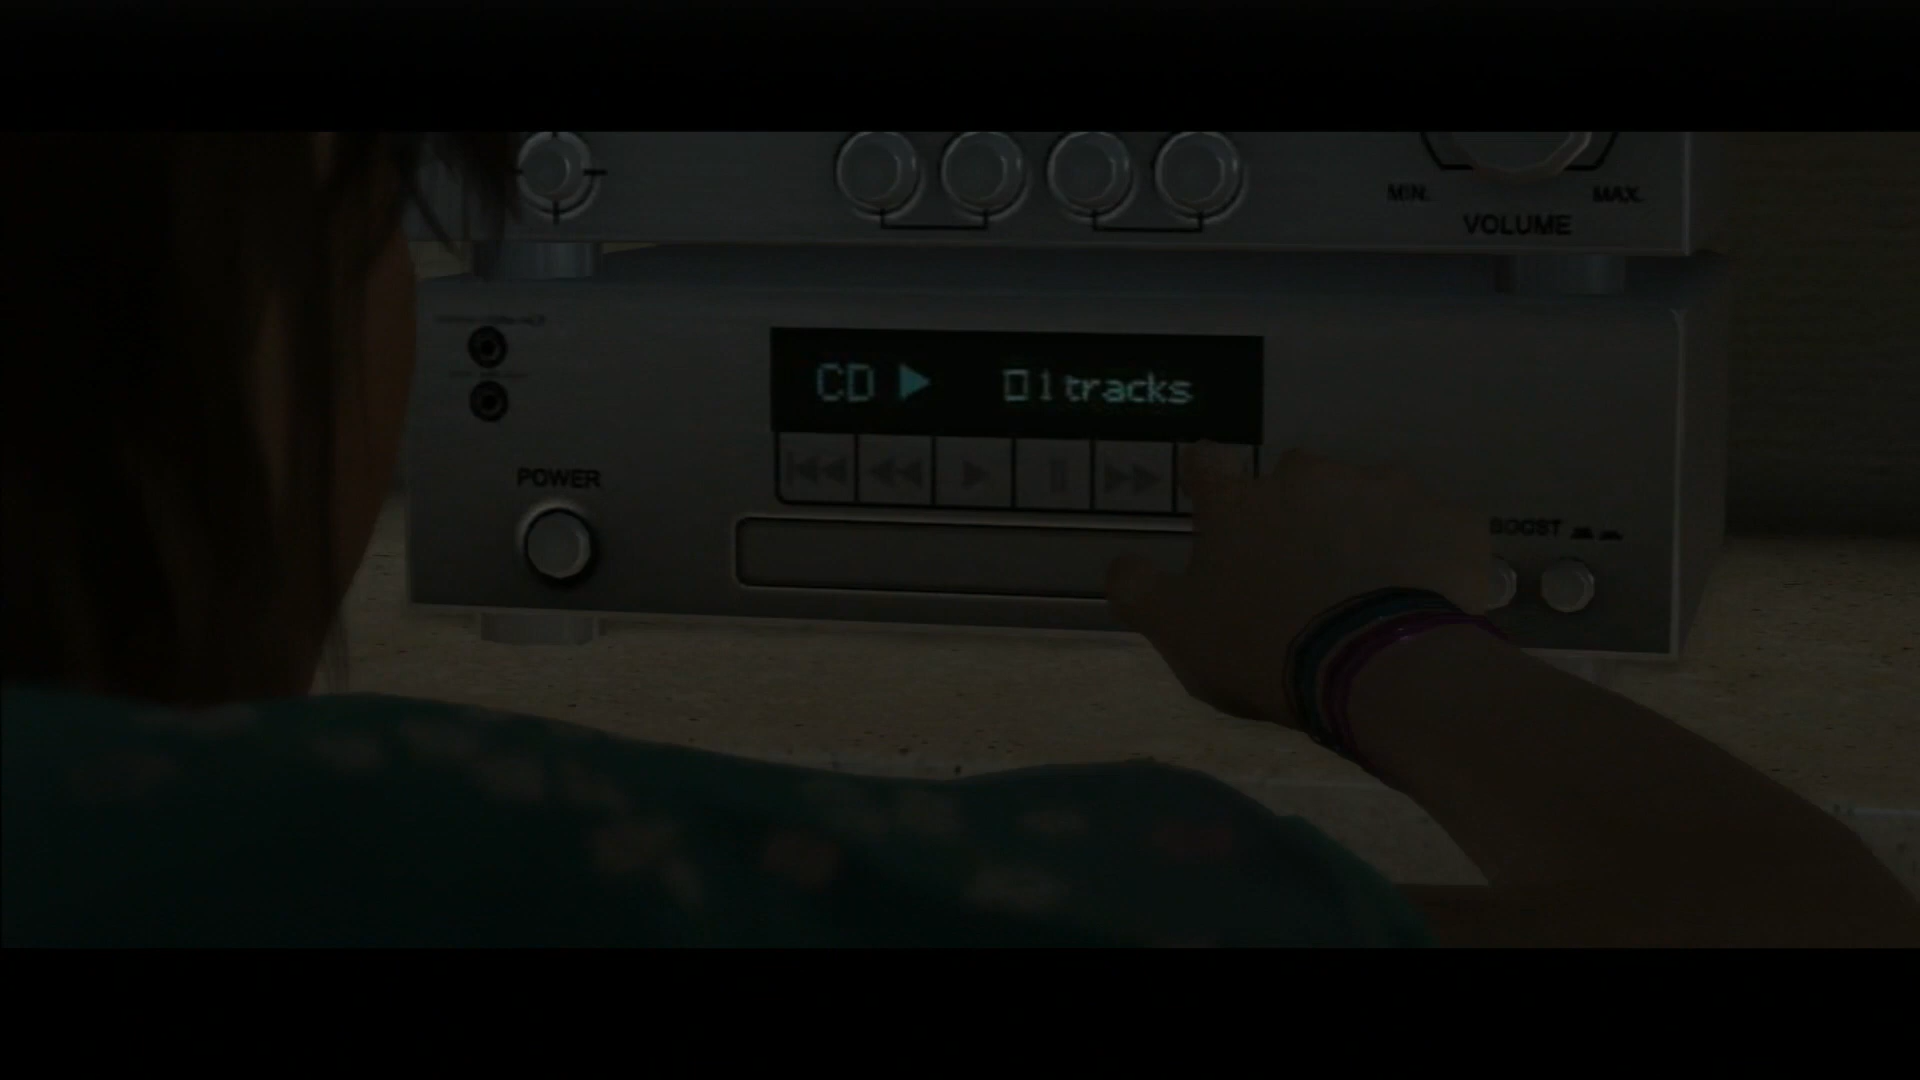 MIN. MAX.
VOLUME
CD 01 tracks
POWER
BOOST